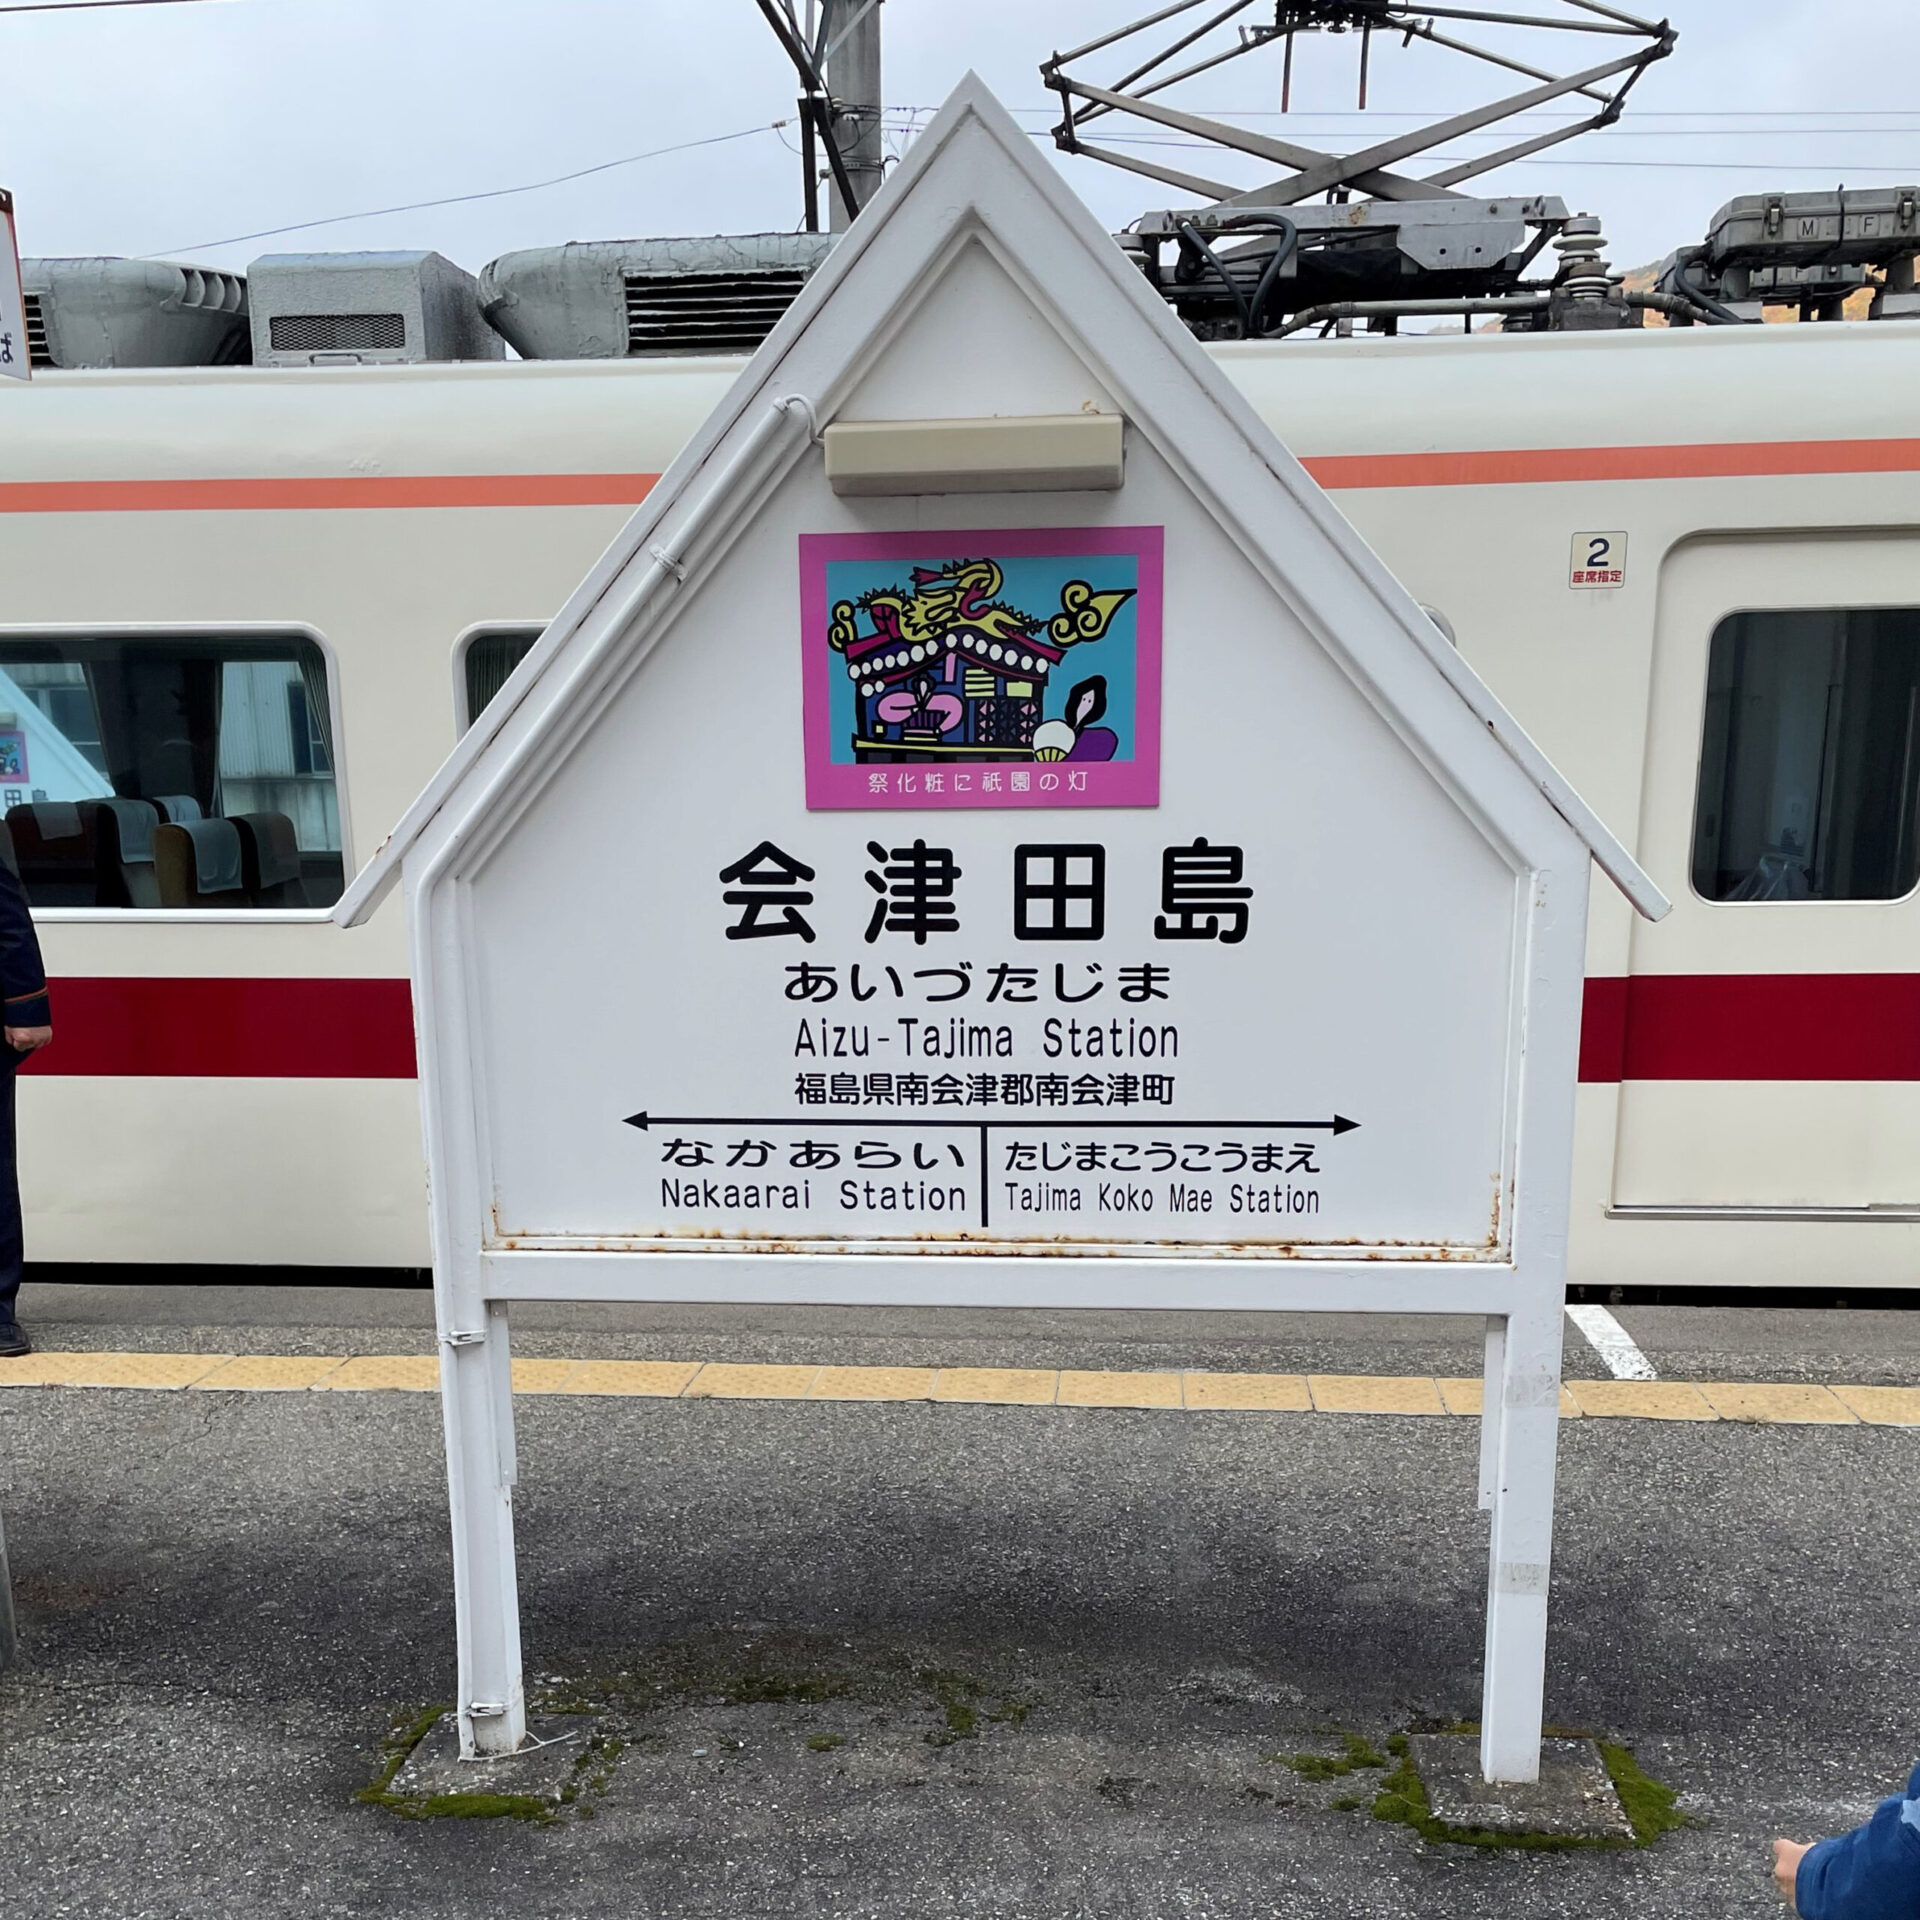 祭化粧に祇園の灯
会津田島
あいづたじま
Aizu-Tajima Station
福島県南会津郡南会津町
なかあらい
Nakaarai Station
たじまこうこうまえ
Tajima Koko Mae Station
2
座席指定
M
F
ば